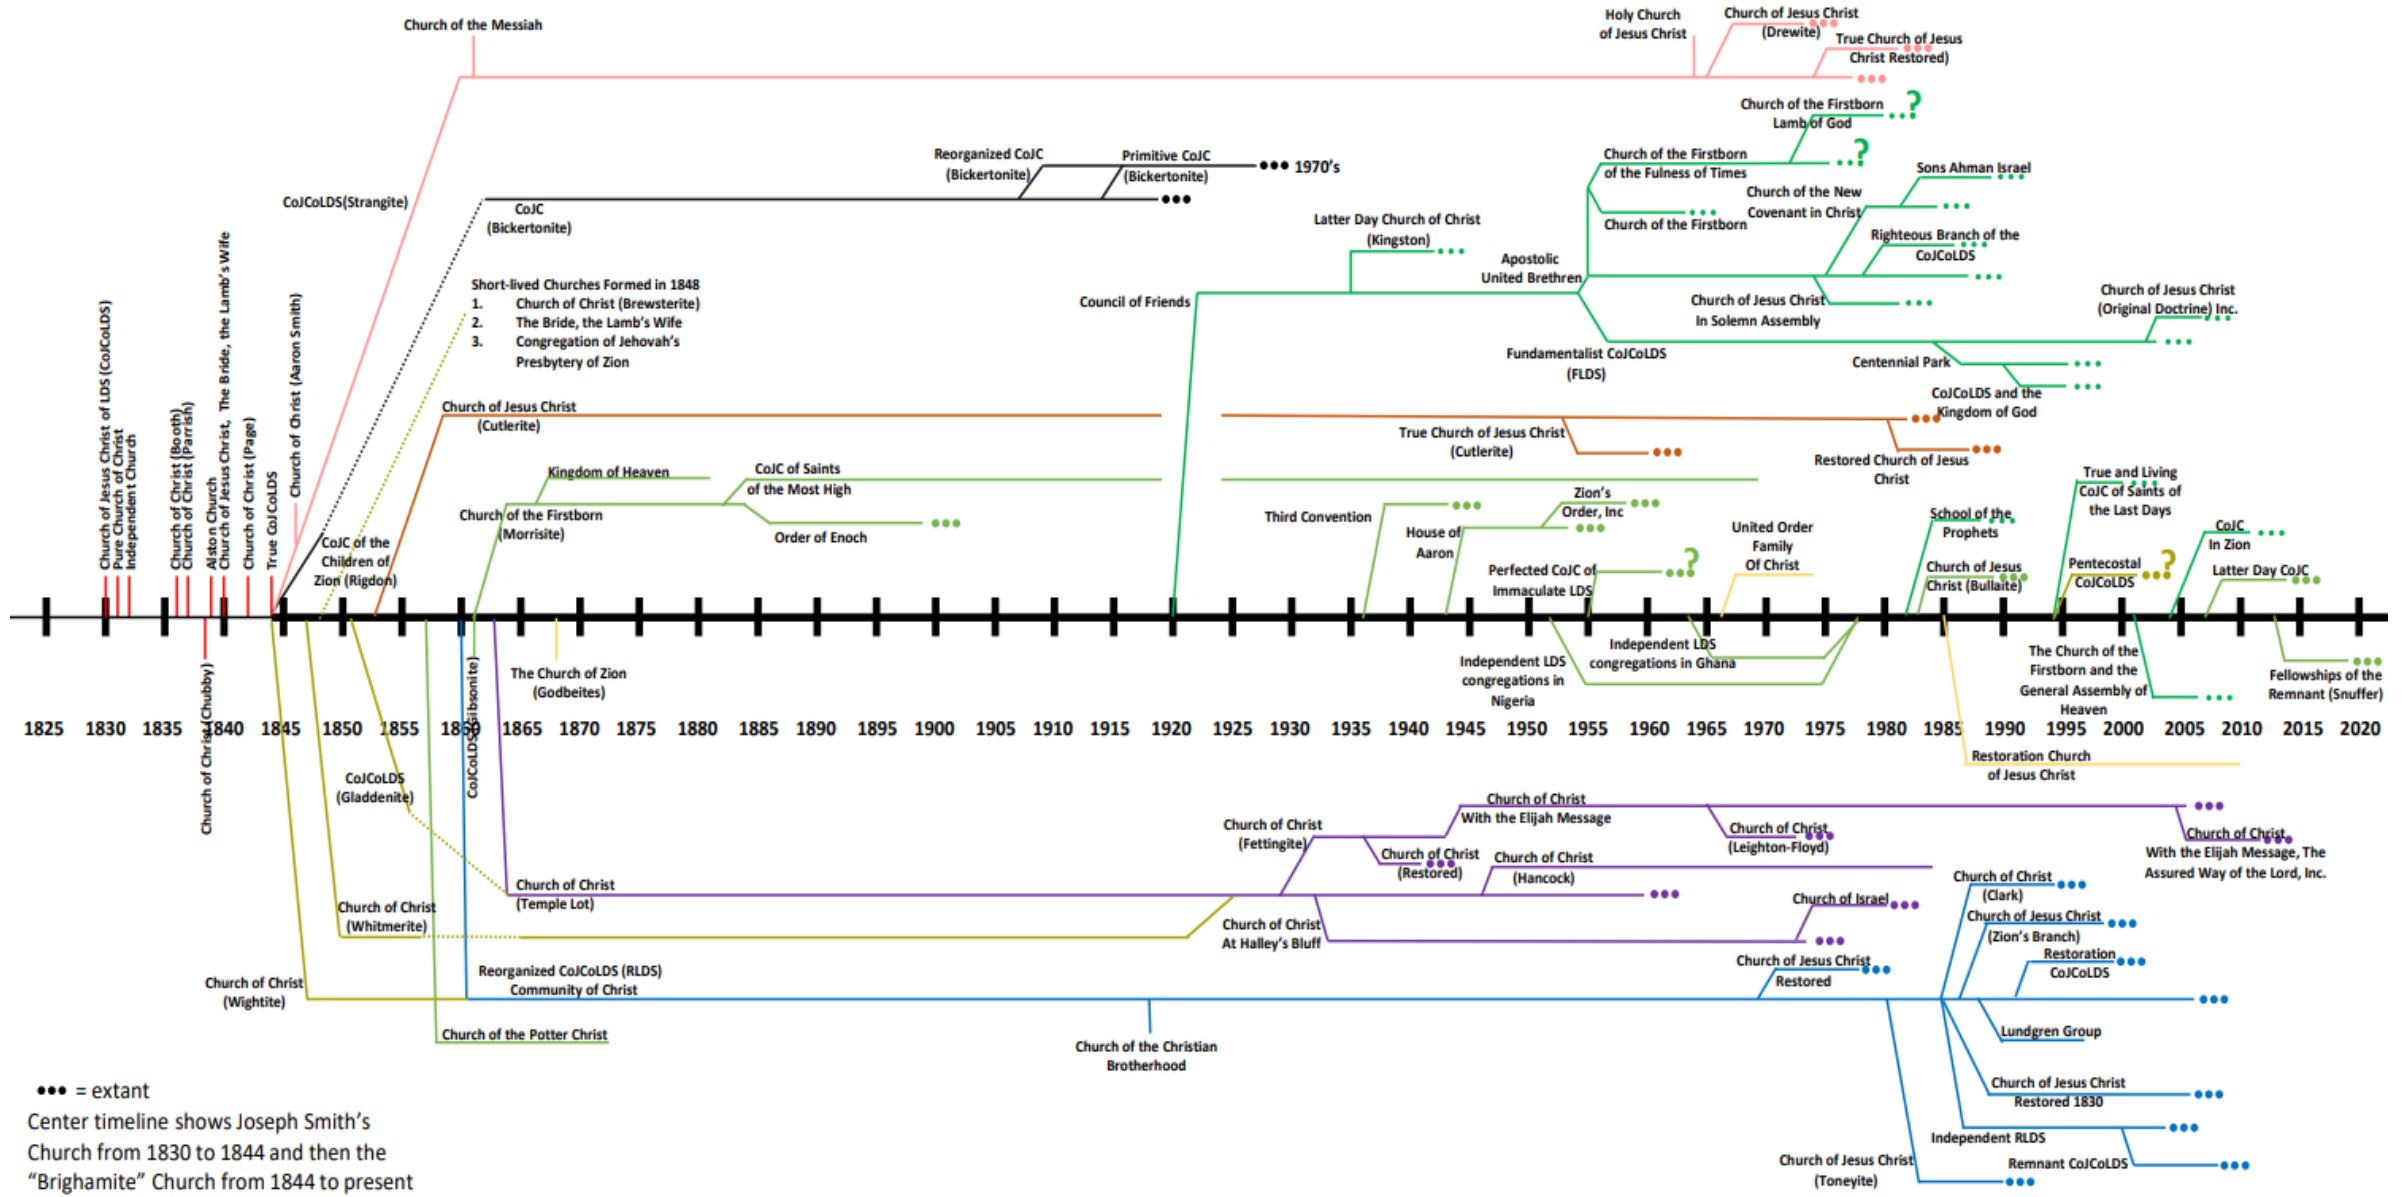 Church of the Messiah
Holy Church
of Jesus Christ
Church of Jesus Christ
(Drewite)
True Church of Jesus
Christ Restored)
Church of the Firstborn
Lamb of God
?
Reorganized CoJC
(Bickertonite)
Primitive CoJC
(Bickertonite)
1970's
Church of the Firstborn
of the Fulness of Times
?
Sons Ahman Israel
Church of the New
Covenant in Christ
CoJCoLDS(Strangite)
CoJC
(Bickertonite)
Latter Day Church of Christ
(Kingston)
Church of the Firstborn
Righteous Branch of the
CoJCoLDS
Apostolic
United Brethren
Council of Friends
Church of Jesus Christ
In Solemn Assembly
Church of Jesus Christ
(Original Doctrine) Inc.
Short-lived Churches Formed in 1848
1. Church of Christ (Brewsterite)
2. The Bride, the Lamb's Wife
3. Congregation of Jehovah's
Presbytery of Zion
Fundamentalist CoJCoLDS
(FLDS)
Centennial Park
CoJCoLDS and the
Kingdom of God
Church of Jesus Christ of LDS (CoJCoLDS)
Pure Church of Christ
Independent Church
Church of Christ (Booth)
Church of Christ (Parrish)
Alston Church
Church of Jesus Christ, The Bride, the Lamb's Wife
Church of Christ (Page)
True CoJCoLDS
Church of Christ (Aaron Smith)
Church of Jesus Christ
(Cutlerite)
True Church of Jesus Christ
(Cutlerite)
Restored Church of Jesus
Christ
Kingdom of Heaven
CoJC of Saints
of the Most High
Church of the Firstborn
(Morrisite)
Order of Enoch
CoJC of the
Children of
Zion (Rigdon)
Third Convention
House of
Aaron
Zion's
Order, Inc
Perfected CoJC of
Immaculate LDS
?
United Order
Family
Of Christ
School of the
Prophets
Church of Jesus
Christ (Bullaite)
True and Living
CoJC of Saints of
the Last Days
Pentecostal
CoJCoLDS
?
CoJC
In Zion
Latter Day CoJC
Church of Christ (Chubby)
CoJCoLDS (Gibsonite)
The Church of Zion
(Godbeites)
Independent LDS
congregations in
Nigeria
Independent LDS
congregations in Ghana
The Church of the
Firstborn and the
General Assembly of
Heaven
Fellowships of the
Remnant (Snuffer)
1825 1830 1835 1840 1845 1850 1855 1860 1865 1870 1875 1880 1885 1890 1895 1900 1905 1910 1915 1920 1925 1930 1935 1940 1945 1950 1955 1960 1965 1970 1975 1980 1985 1990 1995 2000 2005 2010 2015 2020
Restoration Church
of Jesus Christ
CoJCoLDS
(Gladdenite)
Church of Christ
With the Elijah Message
Church of Christ
(Fettingite)
Church of Christ
(Restored)
Church of Christ
(Leighton-Floyd)
Church of Christ
With the Elijah Message, The
Assured Way of the Lord, Inc.
Church of Christ
(Hancock)
Church of Christ
(Temple Lot)
Church of Christ
(Whitmerite)
Church of Christ
At Halley's Bluff
Church of Israel
Church of Christ
(Clark)
Church of Jesus Christ
(Zion's Branch)
Restoration
CoJCoLDS
Church of Christ
(Wightite)
Reorganized CoJCoLDS (RLDS)
Community of Christ
Church of Jesus Christ
Restored
Church of the Potter Christ
Church of the Christian
Brotherhood
Lundgren Group
Church of Jesus Christ
Restored 1830
Independent RLDS
Remnant CoJCoLDS
Church of Jesus Christ
(Toneyite)
●●● = extant
Center timeline shows Joseph Smith's
Church from 1830 to 1844 and then the
"Brighamite" Church from 1844 to present